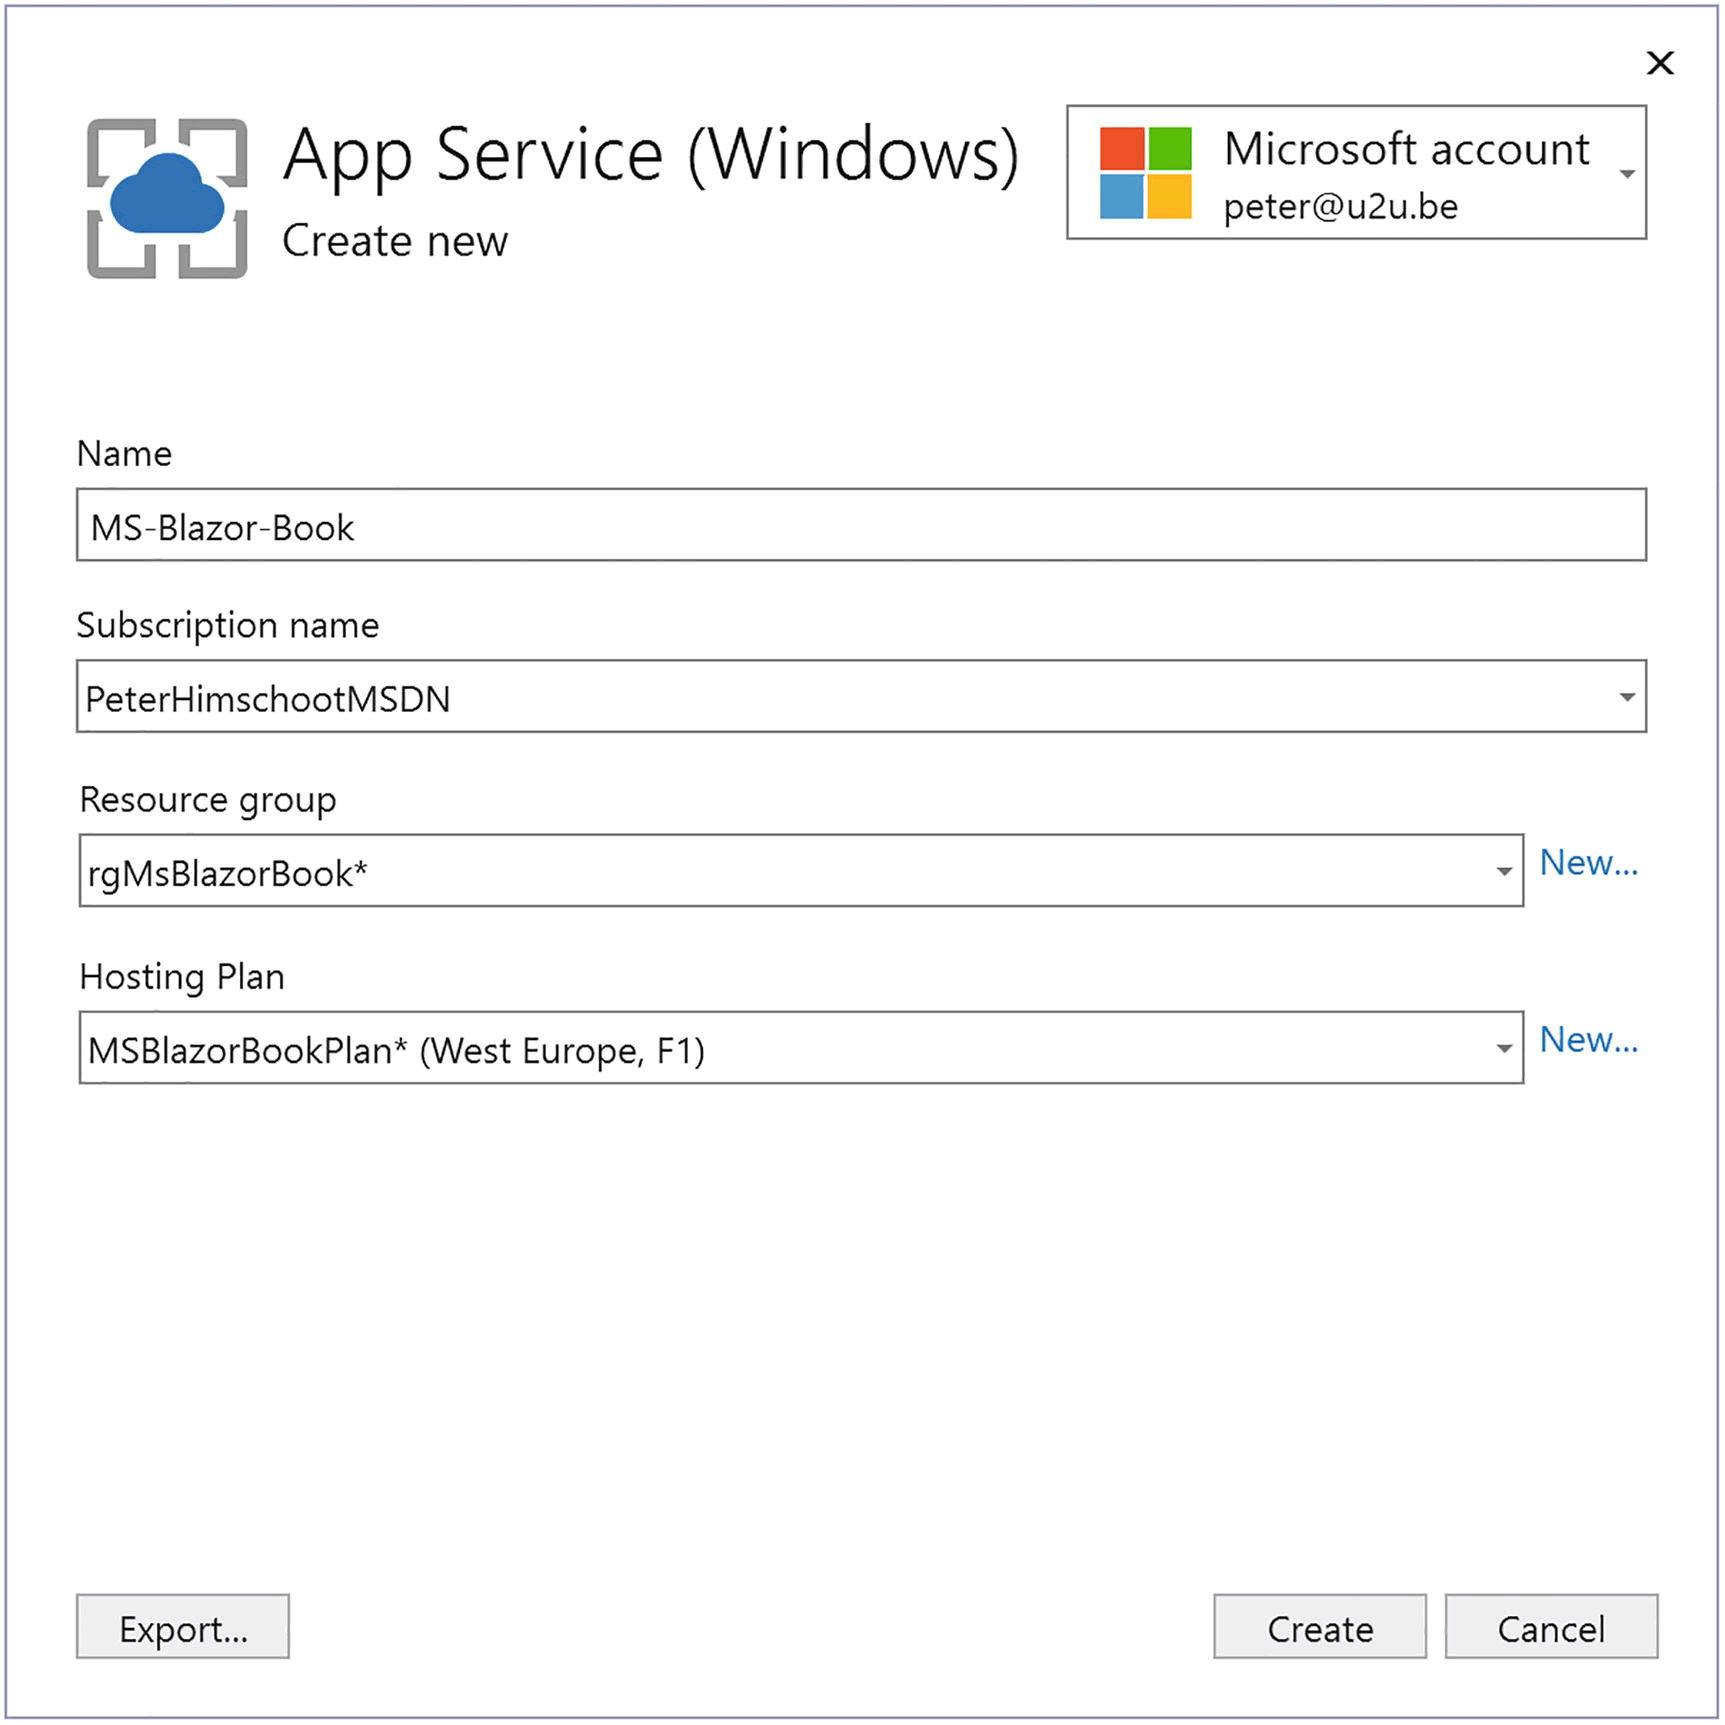 App Service (Windows)
Create new
Microsoft account
peter@u2u.be
Name
MS-Blazor-Book
Subscription name
PeterHimschootMSDN
Resource group
rgMsBlazorBook*
New...
Hosting Plan
MSBlazorBookPlan* (West Europe, F1)
New...
Export...
Create
Cancel